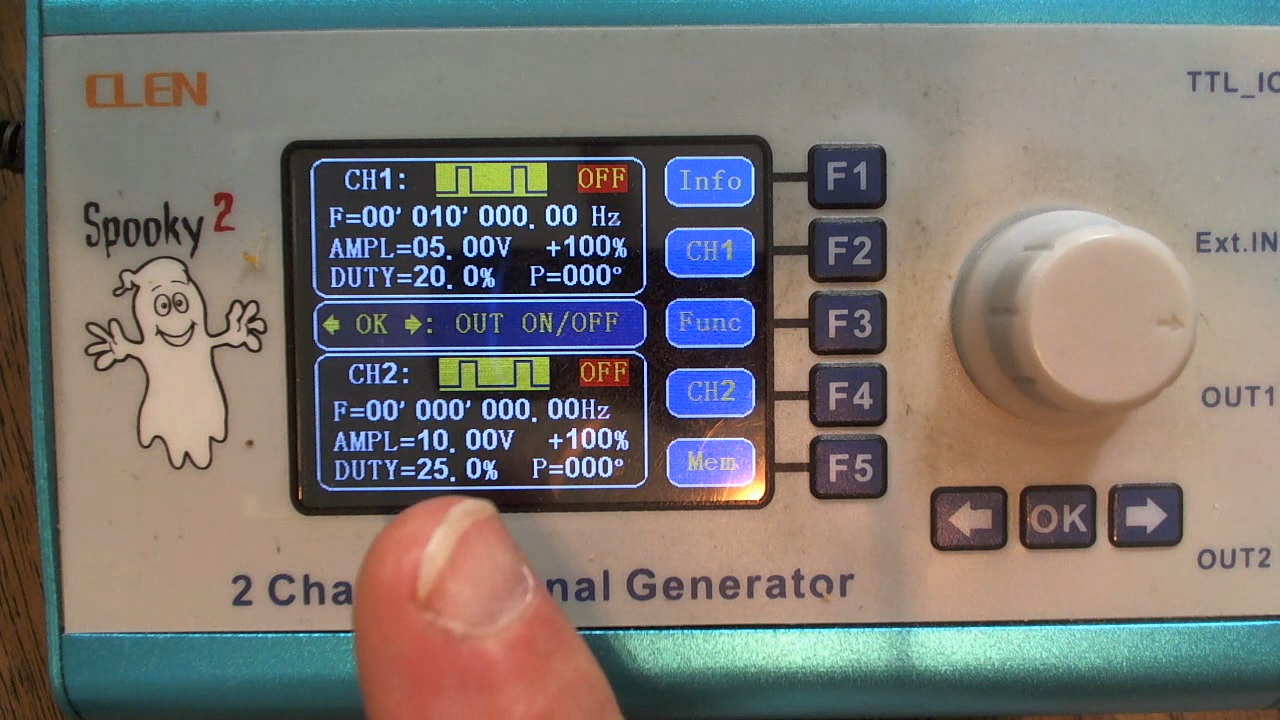 CLEN
TTL_IO
Spooky2
CH1: OFF
F=00' 010' 000. 00 Hz
AMPL=05. 00V +100%
DUTY=20. 0% P=000°
OK : OUT ON/OFF
CH2: OFF
F=00' 000' 000. 00Hz
AMPL=10. 00V +100%
DUTY=25. 0% P=000°
Info
CH1
Func
CH2
Mem
F1
F2
F3
F4
F5
Ext.IN
OUT1
OK
OUT2
2 Cha nal Generator